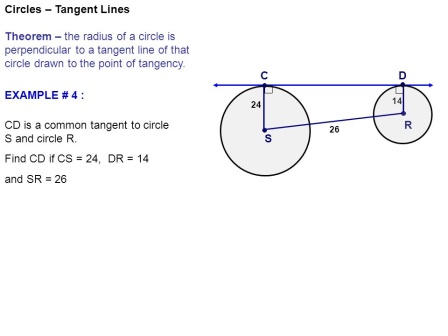 Circles – Tangent Lines
Theorem – the radius of a circle is
perpendicular to a tangent line of that
circle drawn to the point of tangency.
EXAMPLE # 4 :
CD is a common tangent to circle
S and circle R.
Find CD if CS = 24, DR = 14
and SR = 26
C
D
24
14
S
26
R